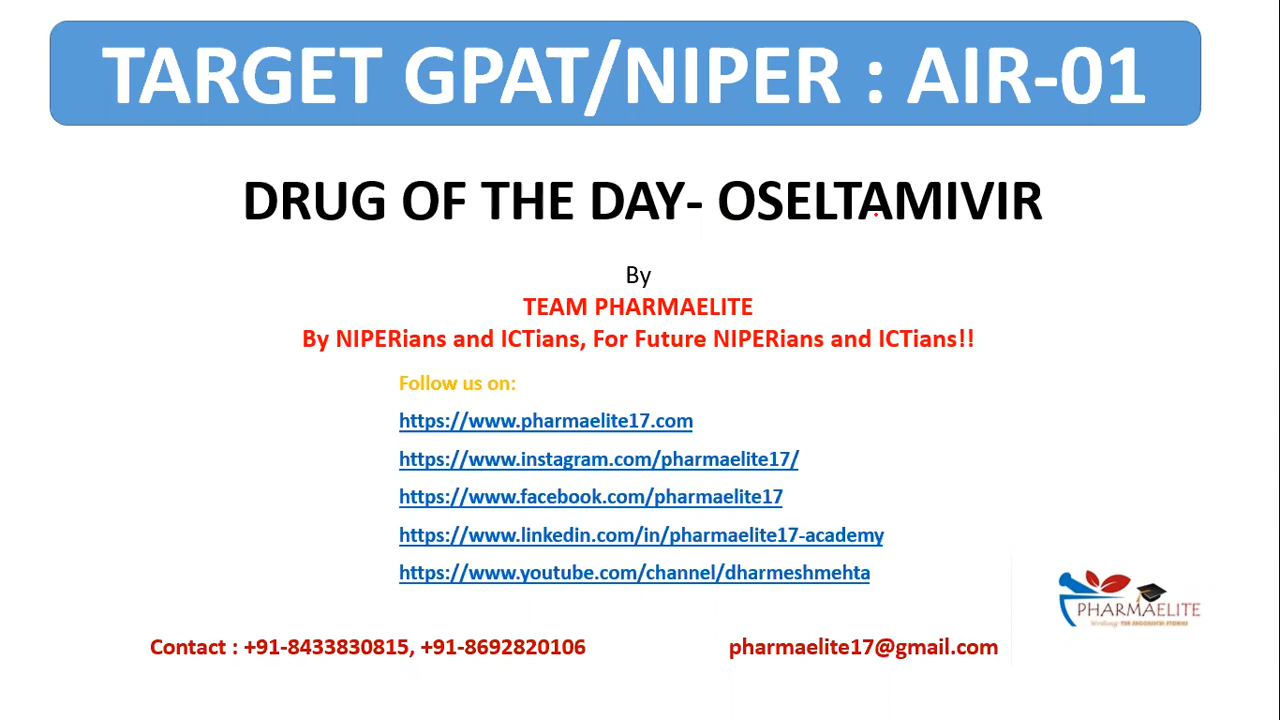 TARGET GPAT/NIPER : AIR-01
DRUG OF THE DAY- OSELTAMIVIR
By
TEAM PHARMAELITE
By NIPERians and ICTians, For Future NIPERians and ICTians!!
Follow us on:
https://www.pharmaelite17.com
https://www.instagram.com/pharmaelite17/
https://www.facebook.com/pharmaelite17
https://www.linkedin.com/in/pharmaelite17-academy
https://www.youtube.com/channel/dharmeshmehta
PHARMAELITE
Contact : +91-8433830815, +91-8692820106 pharmaelite17@gmail.com